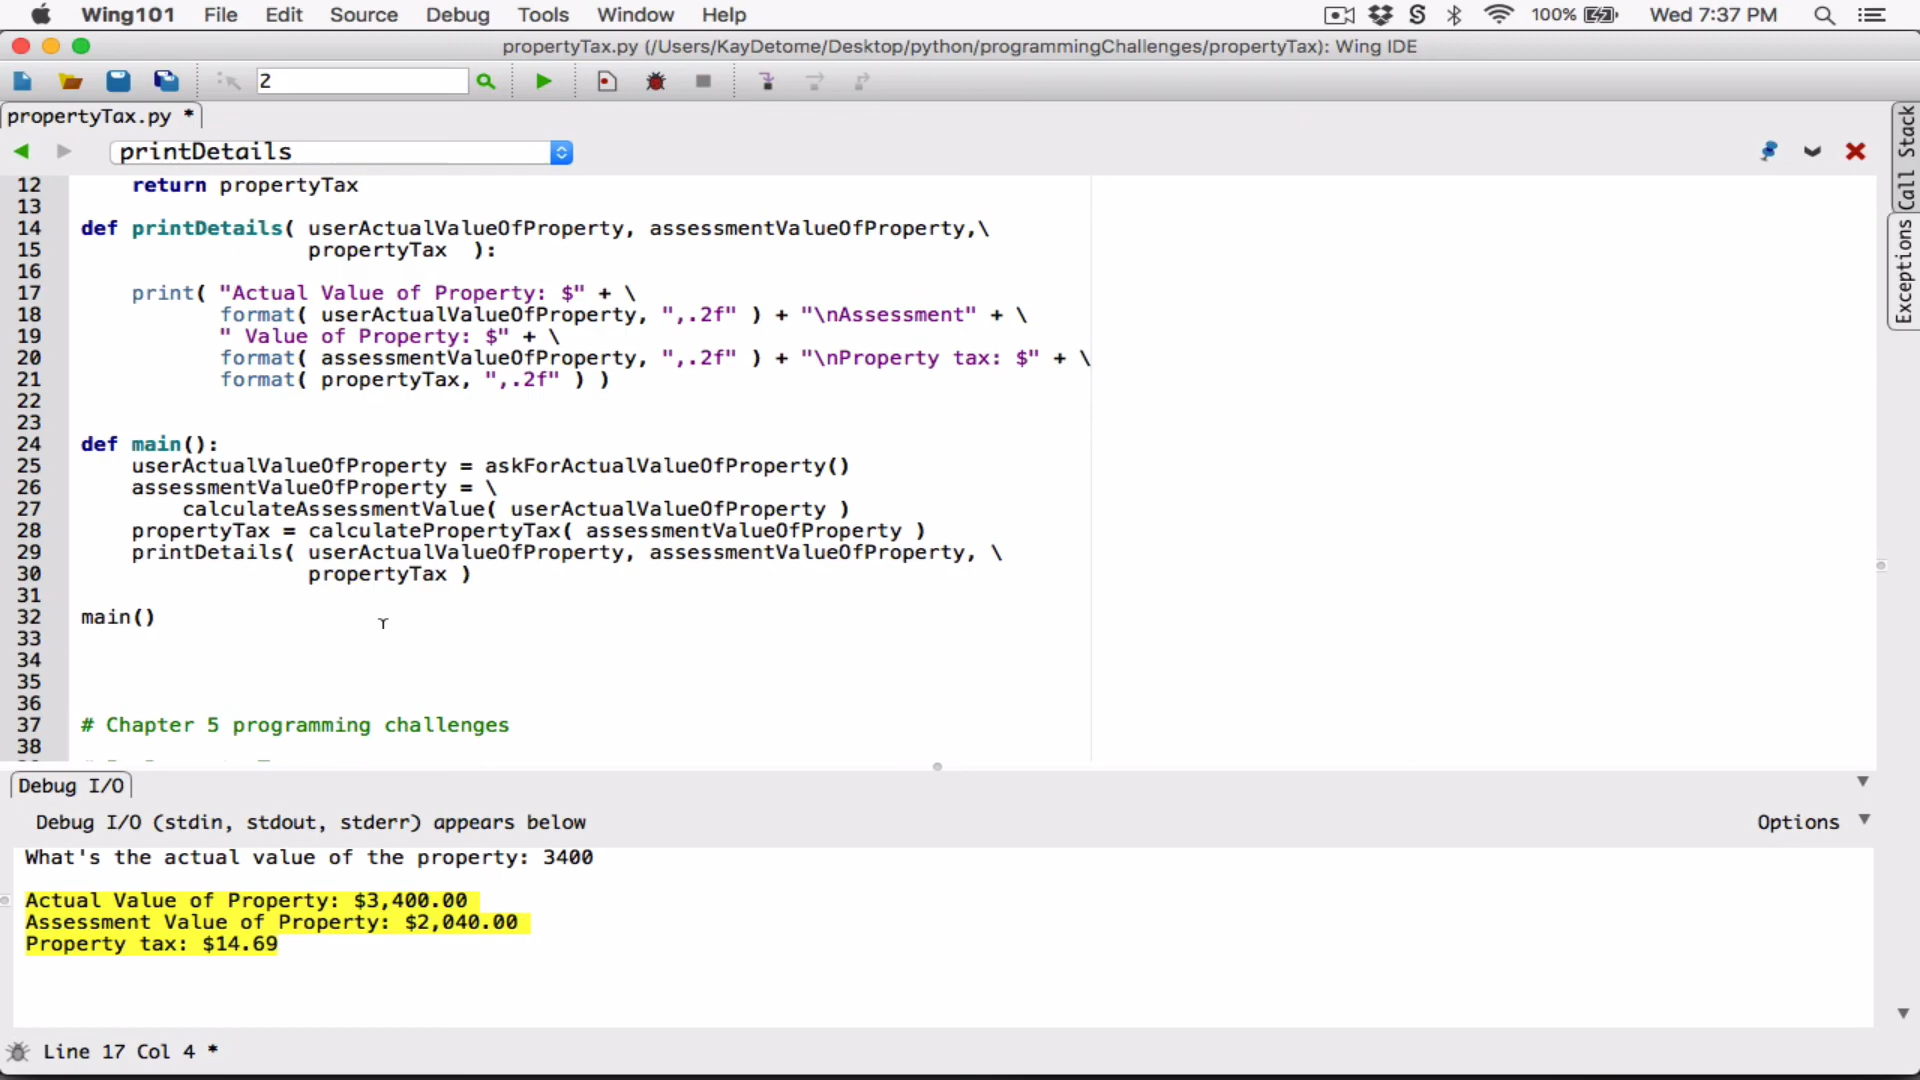 Wing101 File Edit Source Debug Tools Window Help 100% Wed 7:37 PM
propertyTax.py (/Users/KayDetome/Desktop/python/programmingChallenges/propertyTax): Wing IDE
2
propertyTax.py *
printDetails
Call Stack
Exceptions
12 return propertyTax
13
14 def printDetails( userActualValueOfProperty, assessmentValueOfProperty,\
15 propertyTax ):
16
17 print( "Actual Value of Property: $" + \
18 format( userActualValueOfProperty, ",.2f" ) + "\nAssessment" + \
19 " Value of Property: $" + \
20 format( assessmentValueOfProperty, ",.2f" ) + "\nProperty tax: $" + \
21 format( propertyTax, ",.2f" ) )
22
23
24 def main():
25 userActualValueOfProperty = askForActualValueOfProperty()
26 assessmentValueOfProperty = \
27 calculateAssessmentValue( userActualValueOfProperty )
28 propertyTax = calculatePropertyTax( assessmentValueOfProperty )
29 printDetails( userActualValueOfProperty, assessmentValueOfProperty, \
30 propertyTax )
31
32 main()
33
34
35
36
37 # Chapter 5 programming challenges
38
Debug I/O
Debug I/O (stdin, stdout, stderr) appears below
Options
What's the actual value of the property: 3400
Actual Value of Property: $3,400.00
Assessment Value of Property: $2,040.00
Property tax: $14.69
Line 17 Col 4 *